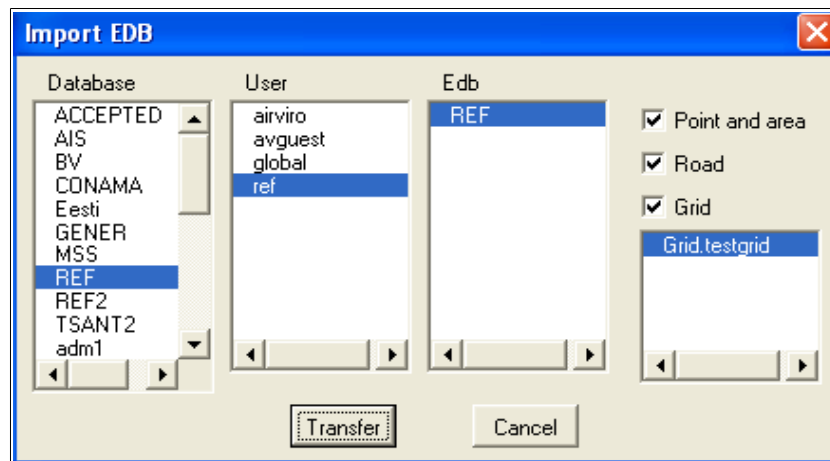 Import EDB
Database
ACCEPTED
AIS
BV
CONAMA
Eesti
GENER
MSS
REF
REF2
TSANT2
adm1
User
airviro
avguest
global
ref
Edb
REF
Point and area
Road
Grid
Grid.testgrid
Transfer
Cancel